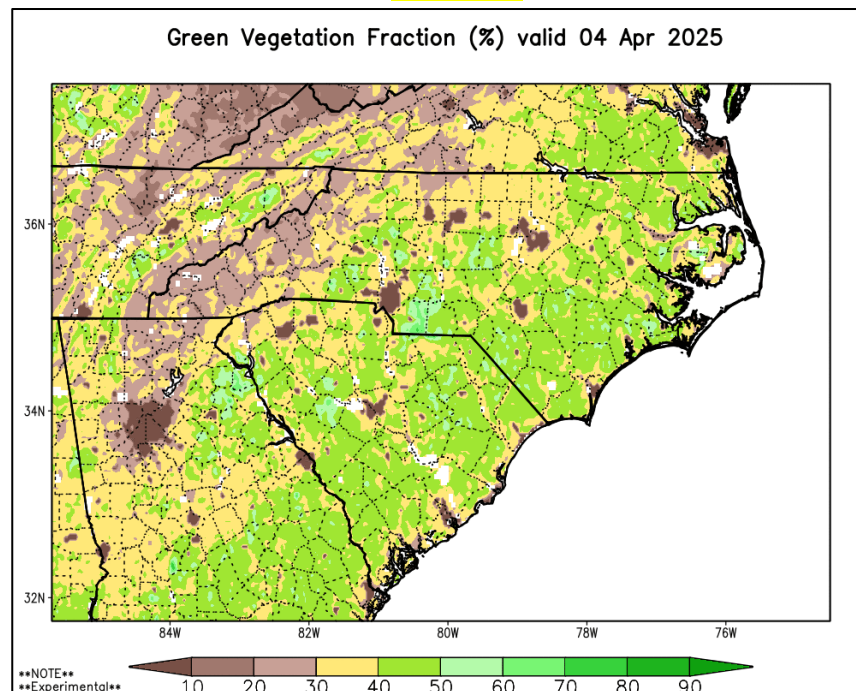 Green Vegetation Fraction (%) valid 04 Apr 2025
36N
34N
32N
84W 82W 80W 78W 76W
**NOTE**
**Experimental**
10 20 30 40 50 60 70 80 90